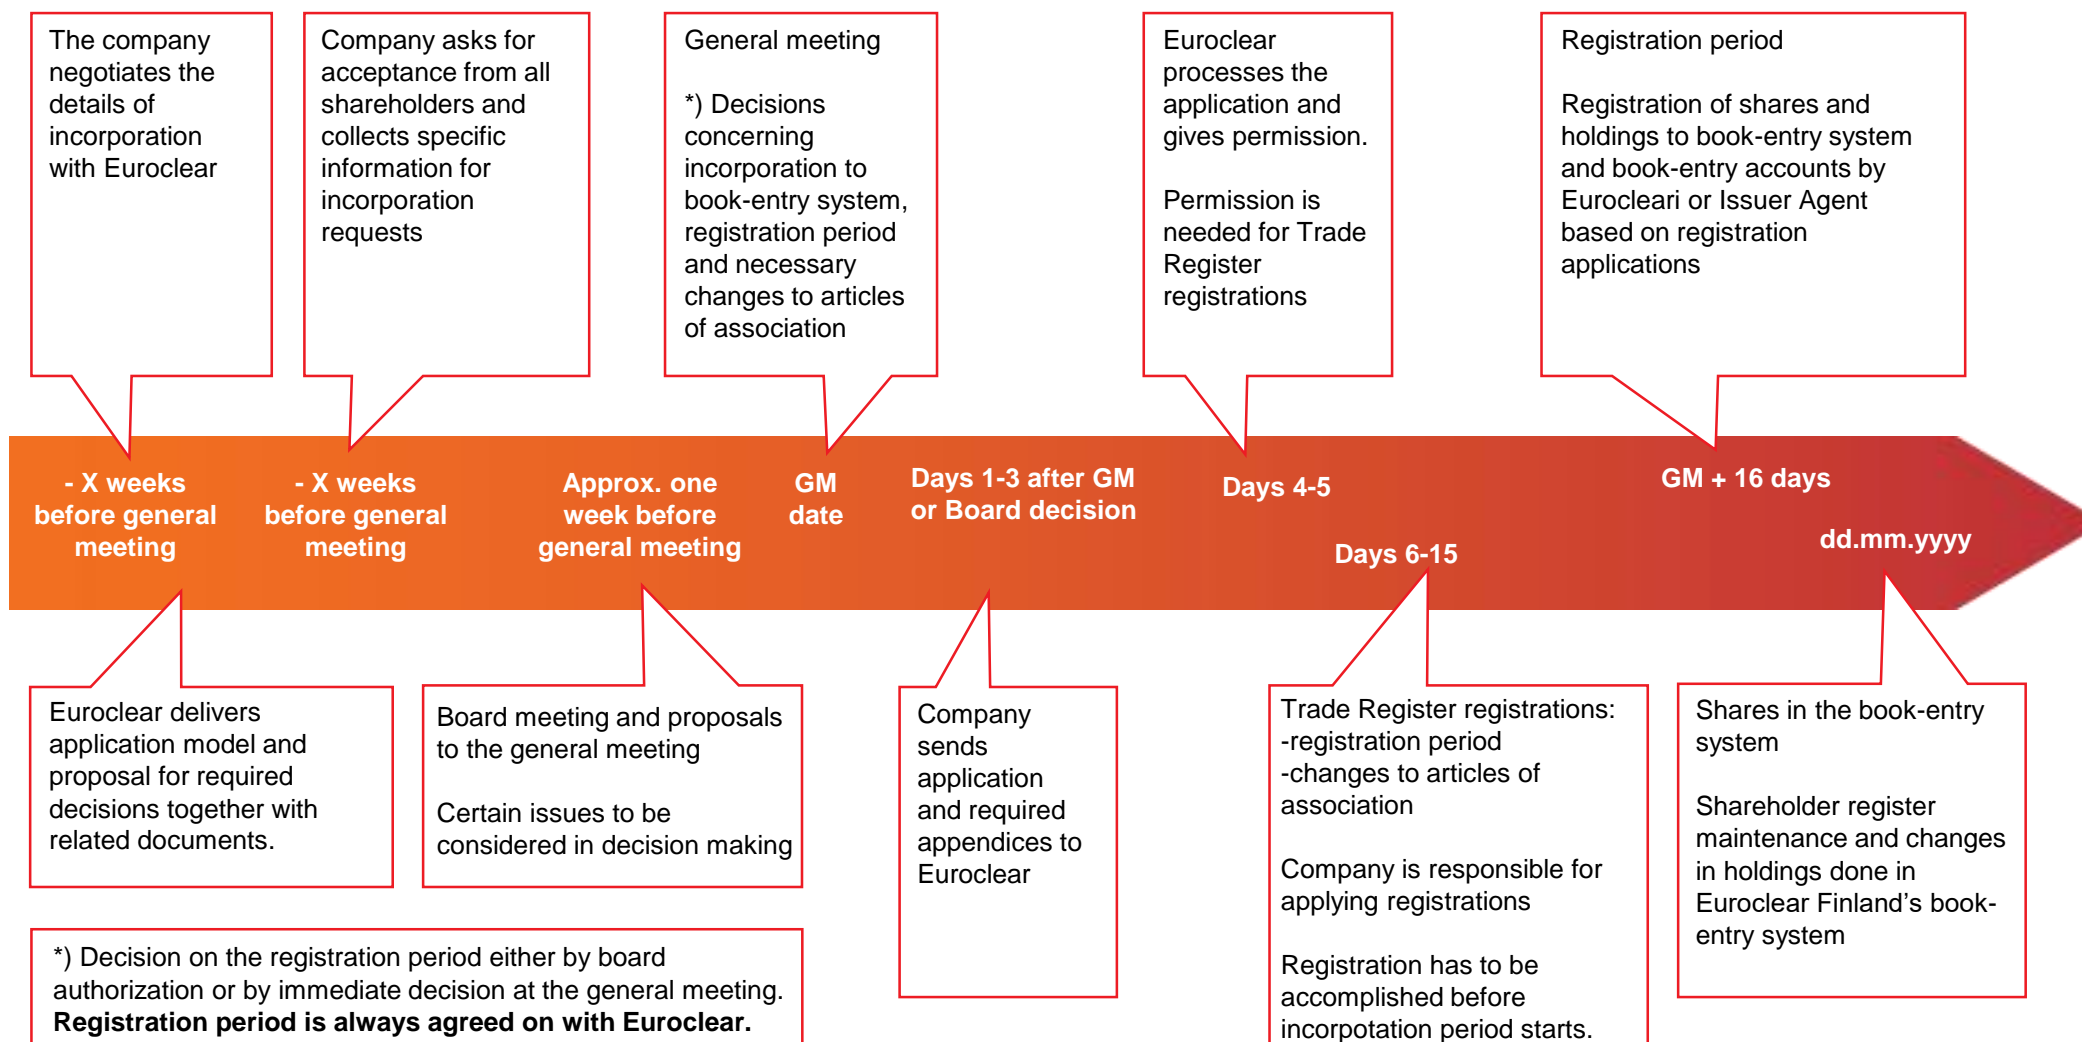 The company
negotiates the
details of
incorporation
with Euroclear
Company asks for
acceptance from all
shareholders and
collects specific
information for
incorporation
requests
General meeting
*) Decisions
concerning
incorporation to
book-entry system,
registration period
and necessary
changes to articles
of association
Euroclear
processes the
application and
gives permission.
Permission is
needed for Trade
Register
registrations
Registration period
Registration of shares and
holdings to book-entry system
and book-entry accounts by
Eurocleari or Issuer Agent
based on registration
applications
- X weeks
before general
meeting
- X weeks
before general
meeting
Approx. one
week before
general meeting
GM
date
Days 1-3 after GM
or Board decision
Days 4-5
Days 6-15
GM + 16 days
dd.mm.yyyy
Euroclear delivers
application model and
proposal for required
decisions together with
related documents.
Board meeting and proposals
to the general meeting
Certain issues to be
considered in decision making
Company
sends
application
and required
appendices to
Euroclear
Trade Register registrations:
-registration period
-changes to articles of
association
Company is responsible for
applying registrations
Registration has to be
accomplished before
incorpotation period starts.
Shares in the book-entry
system
Shareholder register
maintenance and changes
in holdings done in
Euroclear Finland’s book-
entry system
*) Decision on the registration period either by board
authorization or by immediate decision at the general meeting.
Registration period is always agreed on with Euroclear.